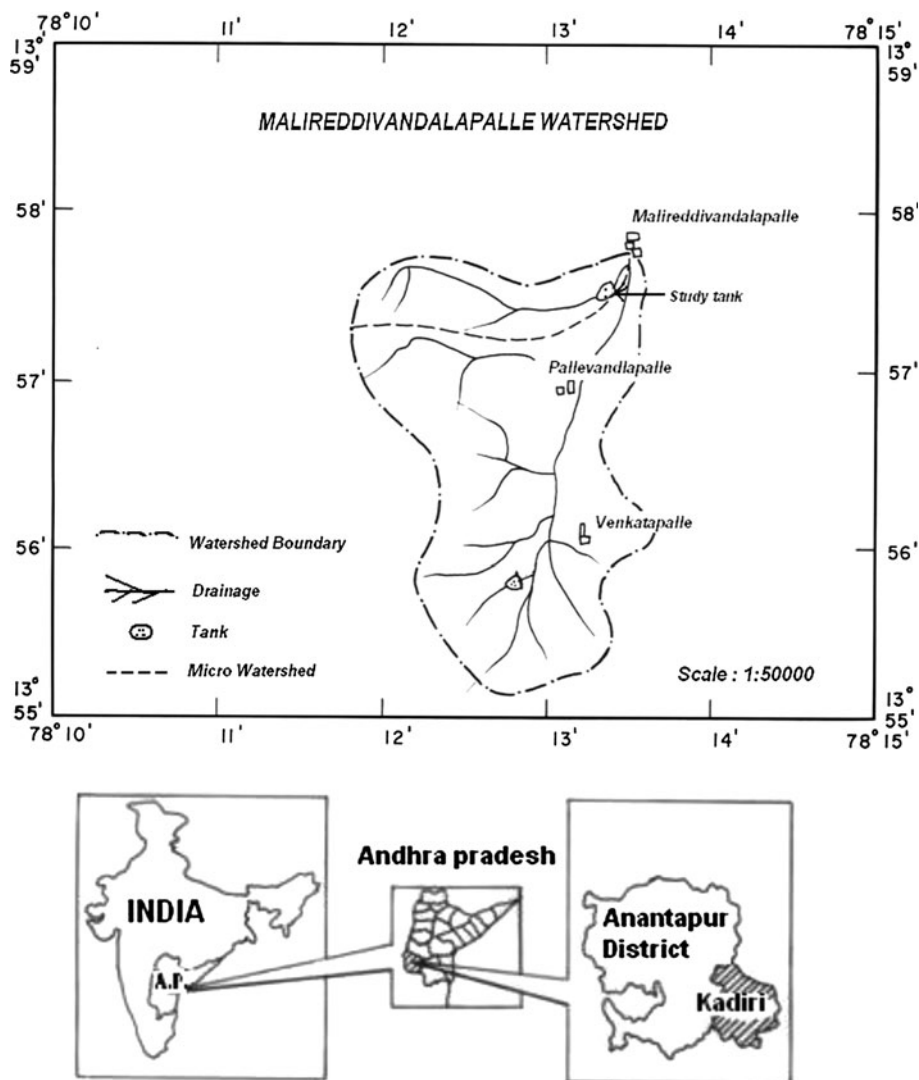 78° 10'
11'
12'
13'
14'
78° 15'
13°
59'
13°
59'
MALIREDDIVANDALAPALLE WATERSHED
58'
58'
Malireddivandalapalle
Study tank
57'
57'
Pallevandlapalle
Venkatapalle
56'
56'
Watershed Boundary
Drainage
Tank
Micro Watershed
Scale : 1:50000
13°
55'
13°
55'
78° 10'
11'
12'
13'
14'
78° 15'
INDIA
A.P.
Andhra pradesh
Anantapur
District
Kadiri